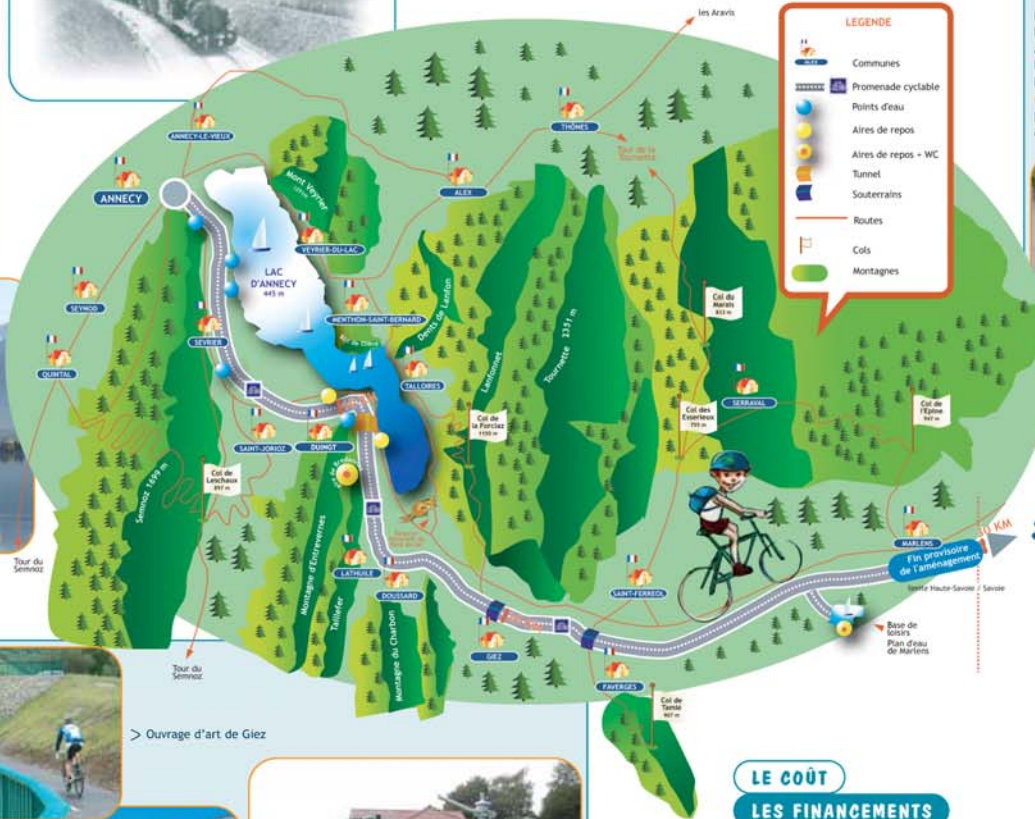 les Aravis
LEGENDE
ALEX
Communes
Promenade cyclable
Points d'eau
Aires de repos
Aires de repos + WC
Tunnel
Souterrains
Routes
Cols
Montagnes
ANNECY-LE-VIEUX
THÔNES
Tour de la
Tournette
ANNECY
Mont Veyrier
ALEX
VEYRIER-DU-LAC
LAC
D'ANNECY
445 m
SEYNOD
MENTHON-SAINT-BERNARD
Dents de Lanfon
Lanfonnet
Tournette 2351 m
Col du
Marais
833 m
SEVRIER
QUINTAL
TALLOIRES
SERRAVAL
Col de
la Forclaz
1150 m
Col des
Esserieux
Col de
l'Epine
947 m
SAINT-JORIOZ
DUINGT
Col de
Leschaux
897 m
Semnoz 1699 m
Montagne d'Entrevernes
Taillefer
LATHUILE
DOUSSARD
Montagne du Charbon
SAINT-FERREOL
MARLENS
Fin provisoire
de l'aménagement
limite Haute-Savoie / Savoie
Base de
loisirs
Plan d'eau
de Marlens
GIEZ
FAVERGES
Col de
Tamié
907 m
Tour du
Semnoz
Tour du
Semnoz
> Ouvrage d'art de Giez
LE COÛT
LES FINANCEMENTS